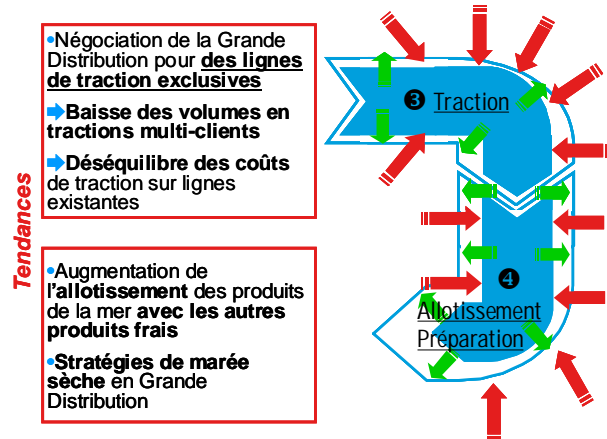 Tendances
•Négociation de la Grande
Distribution pour des lignes
de traction exclusives
➡Baisse des volumes en
tractions multi-clients
➡Déséquilibre des coûts
de traction sur lignes
existantes
•Augmentation de
l'allotissement des produits
de la mer avec les autres
produits frais
•Stratégies de marée
sèche en Grande
Distribution
❸ Traction
❹
Allotissement
Préparation